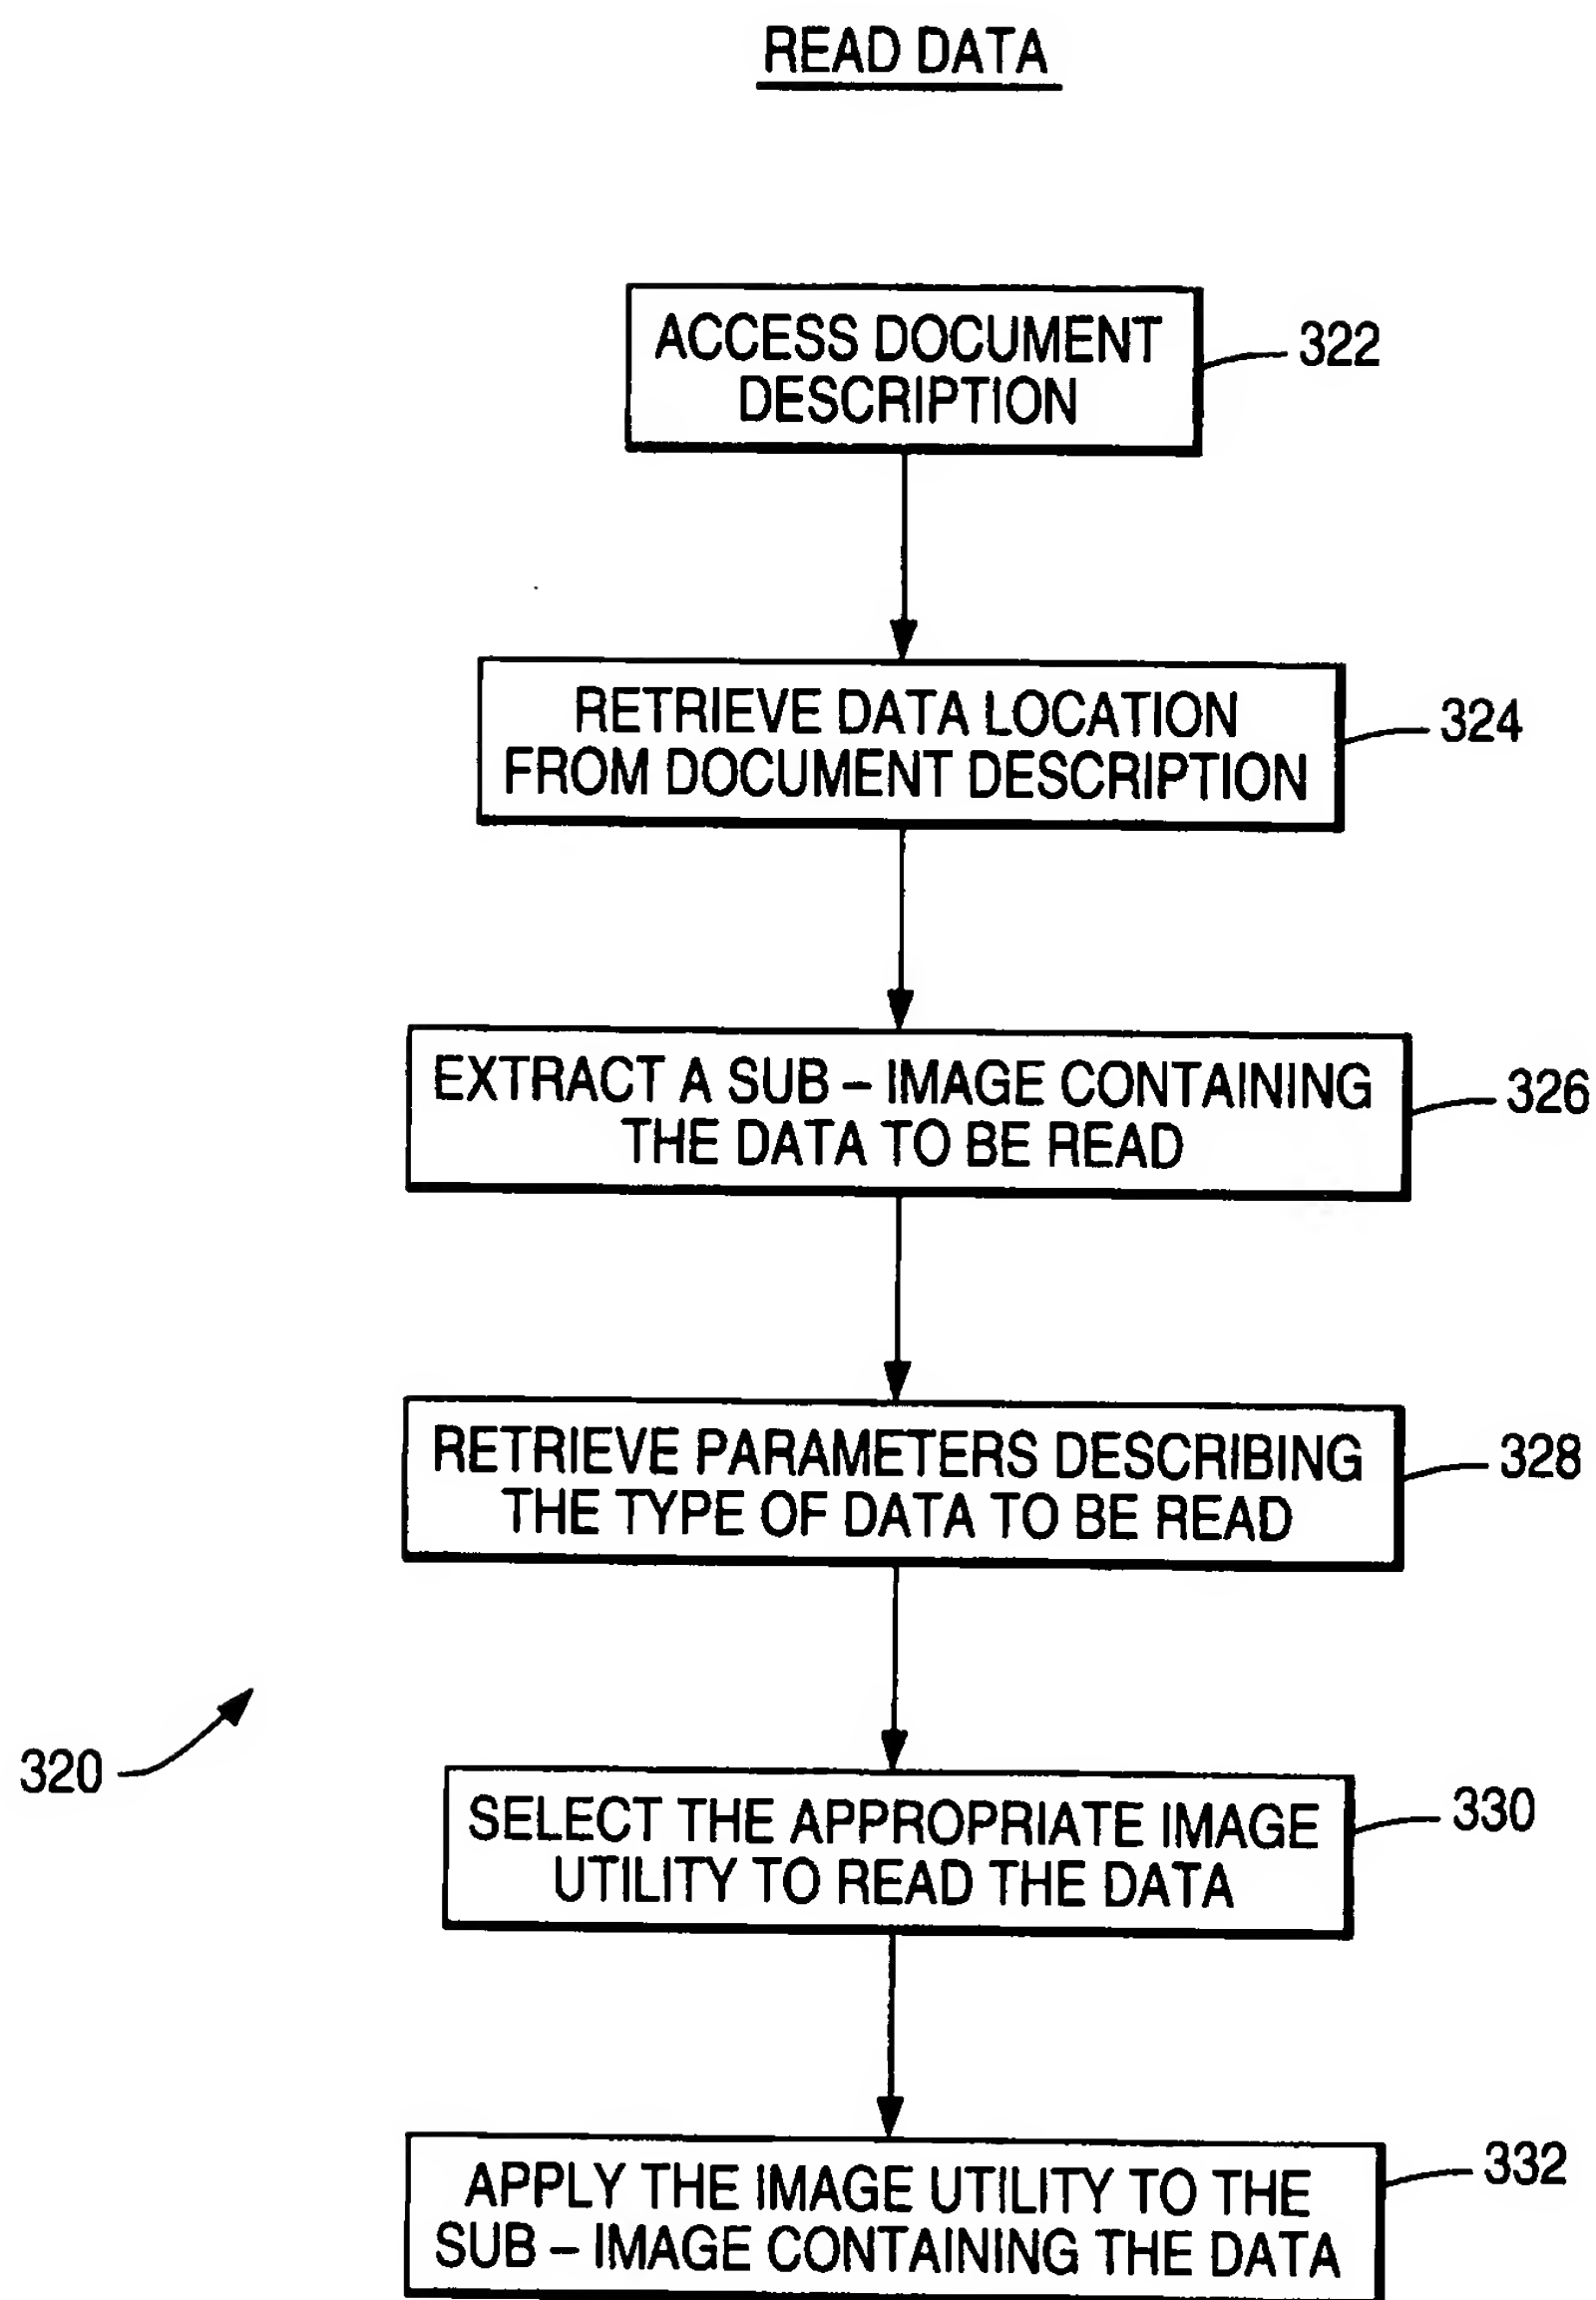 READ DATA
ACCESS DOCUMENT
DESCRIPTION
322
RETRIEVE DATA LOCATION
FROM DOCUMENT DESCRIPTION
324
EXTRACT A SUB – IMAGE CONTAINING
THE DATA TO BE READ
326
RETRIEVE PARAMETERS DESCRIBING
THE TYPE OF DATA TO BE READ
328
320
SELECT THE APPROPRIATE IMAGE
UTILITY TO READ THE DATA
330
APPLY THE IMAGE UTILITY TO THE
SUB – IMAGE CONTAINING THE DATA
332